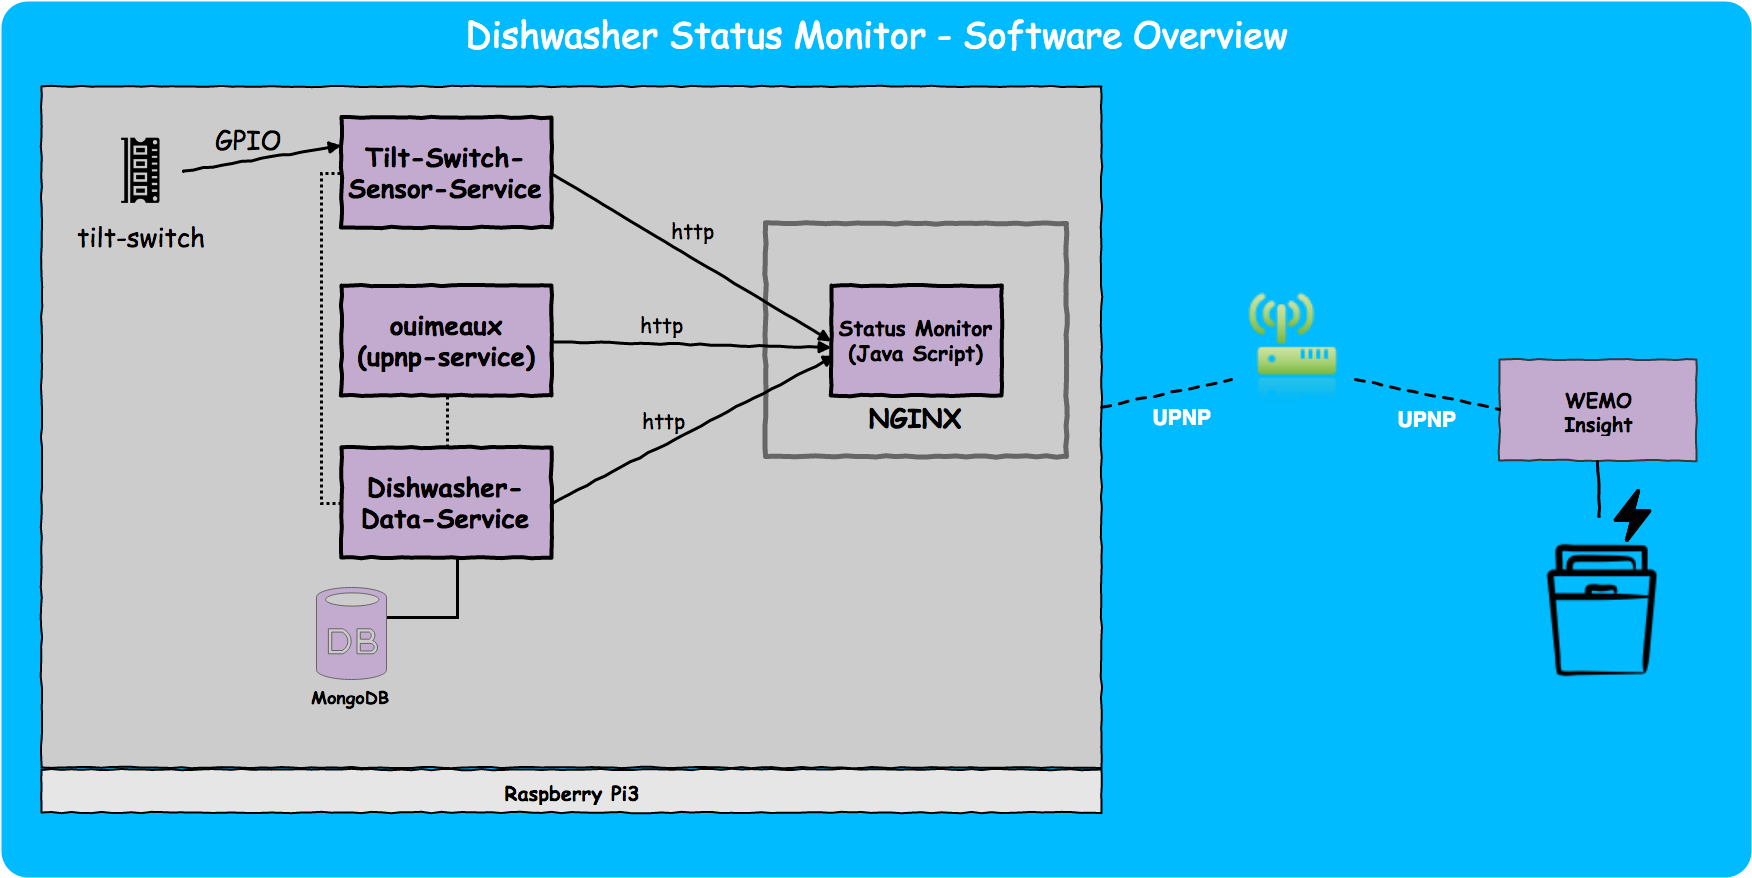 Dishwasher Status Monitor - Software Overview
GPIO
tilt-switch
Tilt-Switch-
Sensor-Service
http
ouimeaux
(upnp-service)
http
Status Monitor
(Java Script)
NGINX
http
Dishwasher-
Data-Service
DB
MongoDB
Raspberry Pi3
UPNP
UPNP
WEMO
Insight